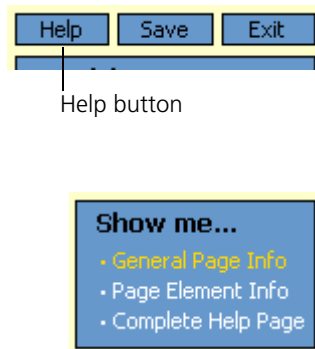 Help Save Exit
Help button
Show me...
• General Page Info
• Page Element Info
• Complete Help Page